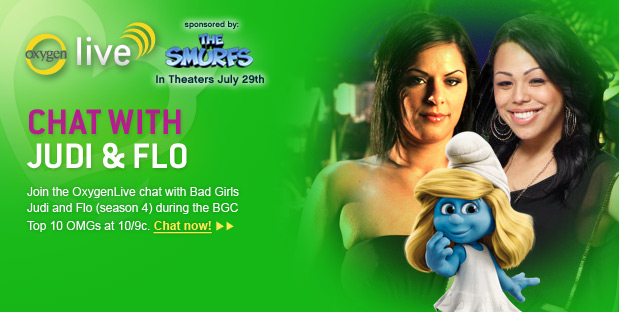 oxygen live
sponsored by:
THE
SMURFS
In Theaters July 29th
CHAT WITH
JUDI & FLO
Join the OxygenLive chat with Bad Girls
Judi and Flo (season 4) during the BGC
Top 10 OMGs at 10/9c. Chat now!